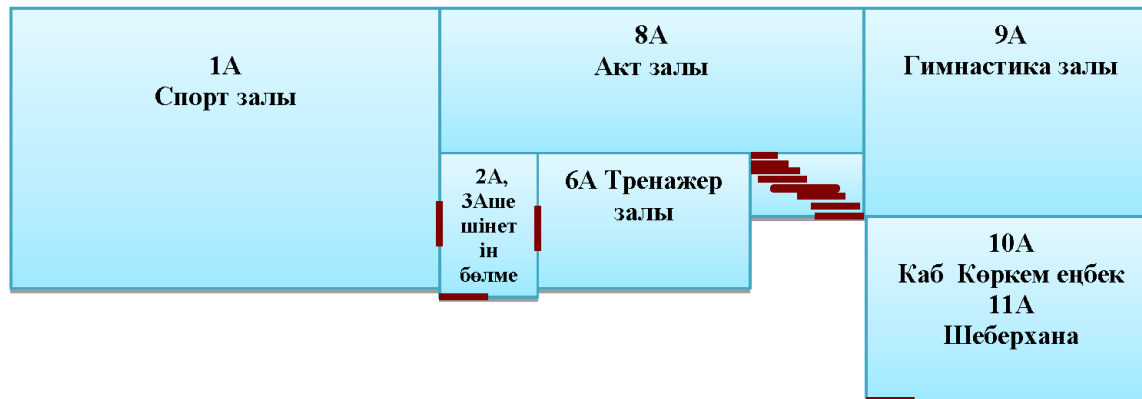 1А
Спорт залы
8А
Акт залы
9А
Гимнастика залы
2А,
3Аше
шінет
ін
бөлме
6А Тренажер
залы
10А
Каб Көркем еңбек
11А
Шеберхана